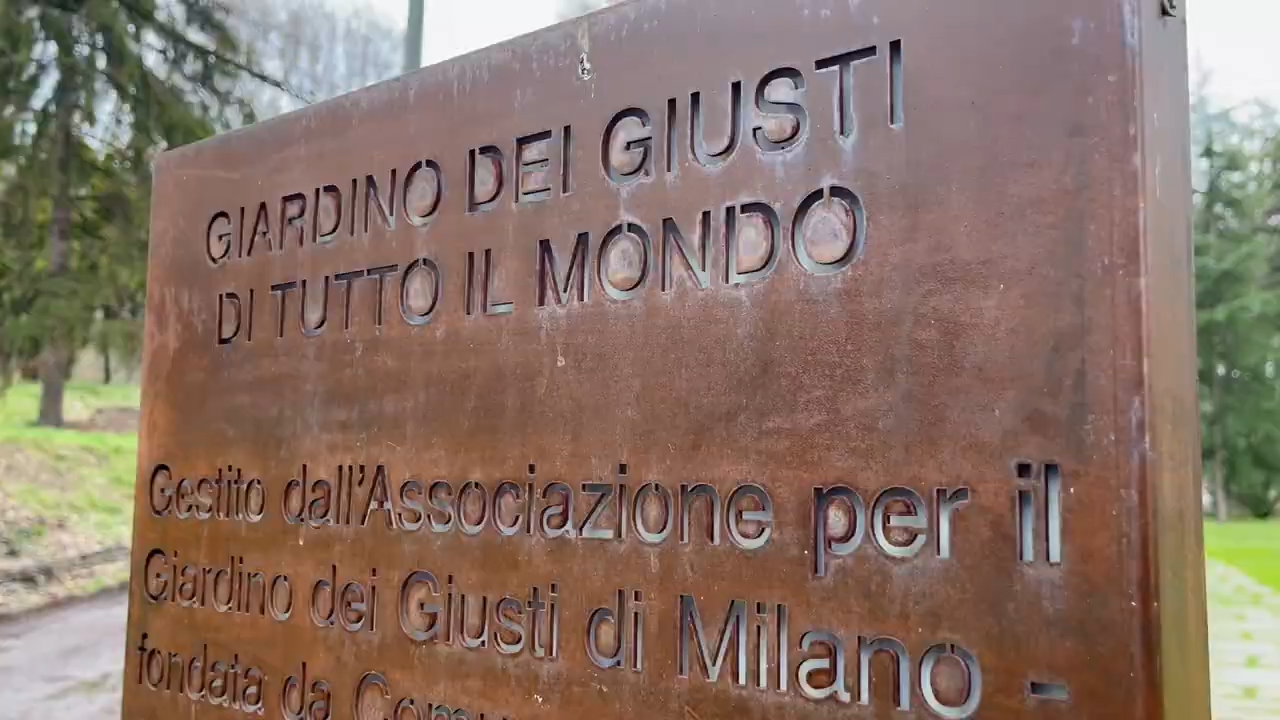 GIARDINO DEI GIUSTI
DI TUTTO IL MONDO
Gestito dall'Associazione per il
Giardino dei Giusti di Milano -
fondata da